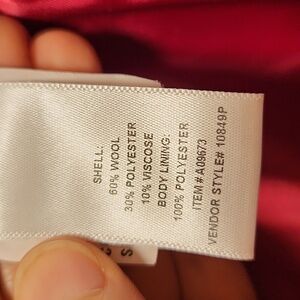 SHELL:
60% WOOL
30% POLYESTER
10% VISCOSE
BODY LINING:
100% POLYESTER
ITEM # A09673
VENDOR STYLE# 10849P